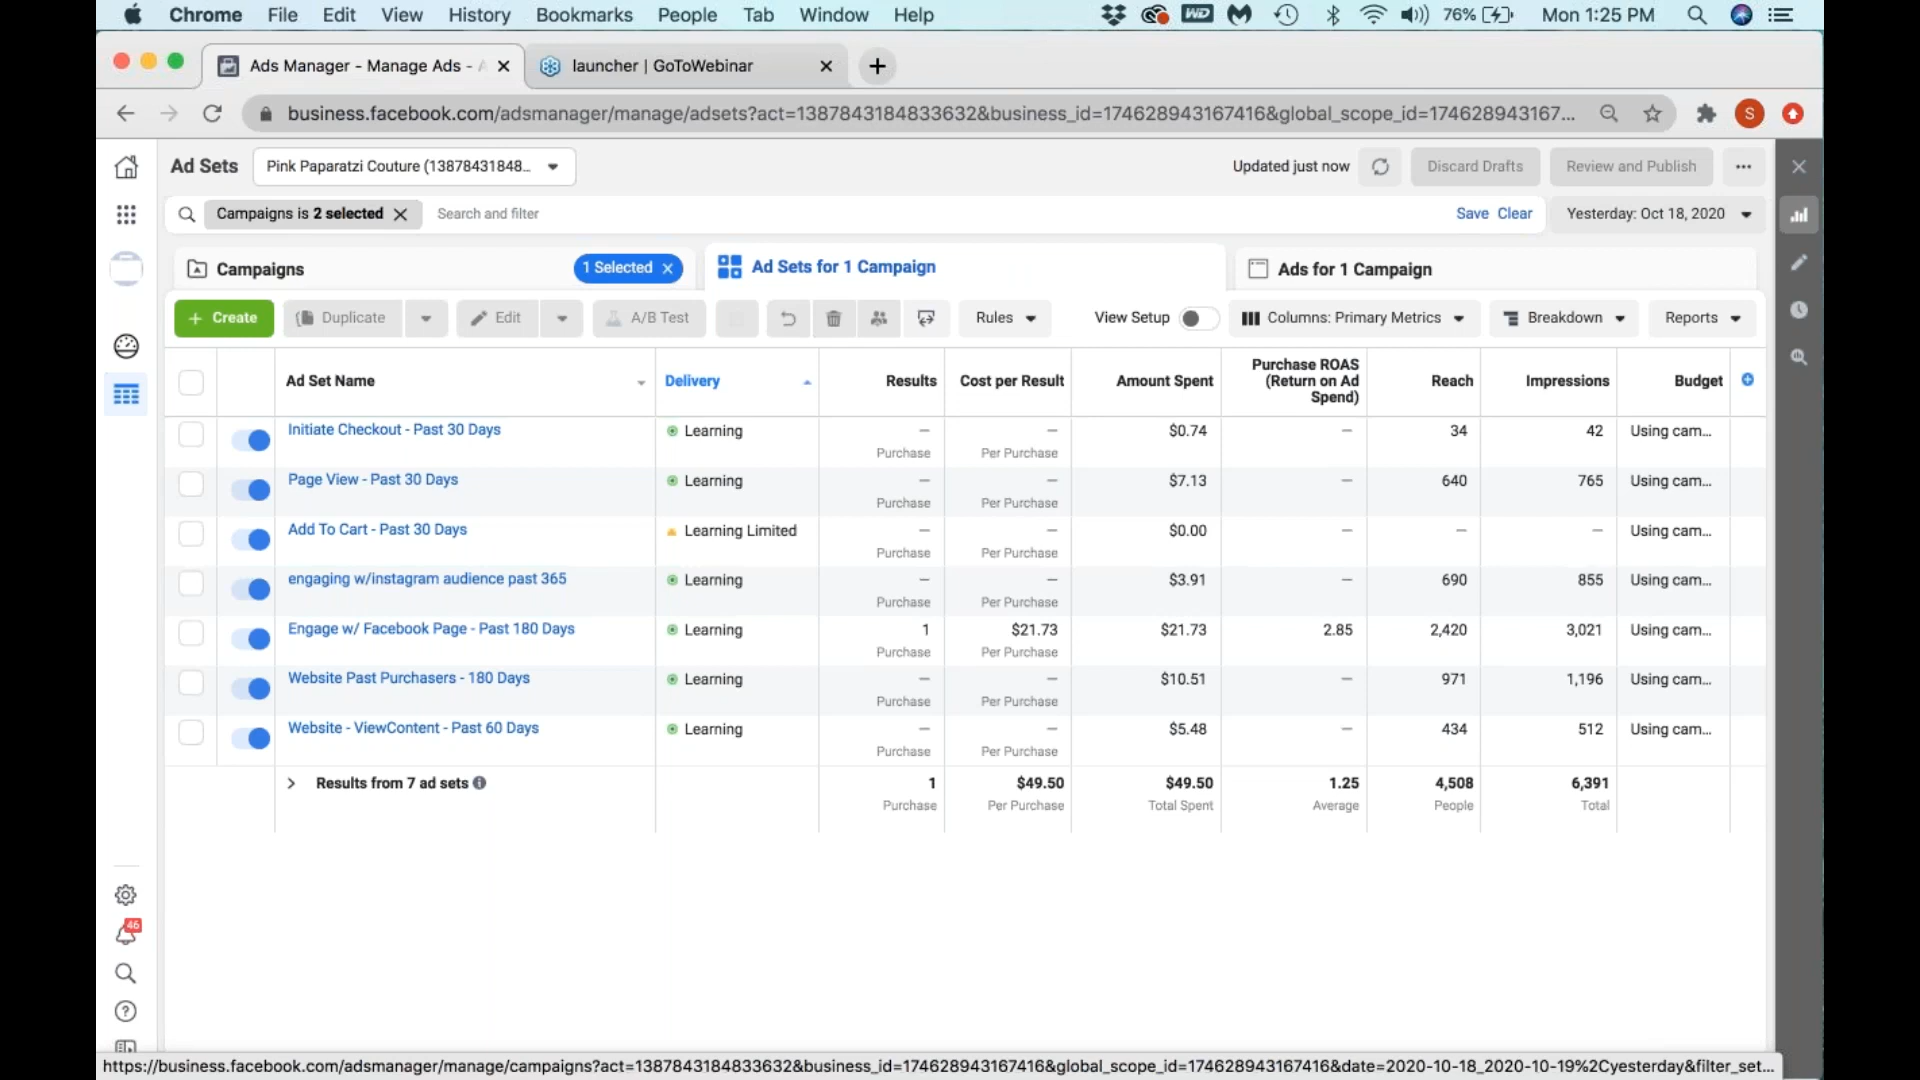 Chrome File Edit View History Bookmarks People Tab Window Help WD 76% Mon 1:25 PM
Ads Manager - Manage Ads - launcher | GoToWebinar
business.facebook.com/adsmanager/manage/adsets?act=1387843184833632&business_id=174628943167416&global_scope_id=174628943167... S
Ad Sets Pink Paparatzi Couture (13878431848... Updated just now Discard Drafts Review and Publish
Campaigns is 2 selected Search and filter Save Clear Yesterday: Oct 18, 2020
Campaigns 1 Selected Ad Sets for 1 Campaign Ads for 1 Campaign
+ Create Duplicate Edit A/B Test Rules View Setup Columns: Primary Metrics Breakdown Reports
Ad Set Name Delivery Results Cost per Result Amount Spent Purchase ROAS (Return on Ad Spend) Reach Impressions Budget
Initiate Checkout - Past 30 Days Learning — — $0.74 — 34 42 Using cam...
Purchase Per Purchase
Page View - Past 30 Days Learning — — $7.13 — 640 765 Using cam...
Purchase Per Purchase
Add To Cart - Past 30 Days Learning Limited — — $0.00 — — — Using cam...
Purchase Per Purchase
engaging w/instagram audience past 365 Learning — — $3.91 — 690 855 Using cam...
Purchase Per Purchase
Engage w/ Facebook Page - Past 180 Days Learning 1 $21.73 $21.73 2.85 2,420 3,021 Using cam...
Purchase Per Purchase
Website Past Purchasers - 180 Days Learning — — $10.51 — 971 1,196 Using cam...
Purchase Per Purchase
Website - ViewContent - Past 60 Days Learning — — $5.48 — 434 512 Using cam...
Purchase Per Purchase
Results from 7 ad sets 1 $49.50 $49.50 1.25 4,508 6,391
Purchase Per Purchase Total Spent Average People Total
46
https://business.facebook.com/adsmanager/manage/campaigns?act=1387843184833632&business_id=174628943167416&global_scope_id=174628943167416&date=2020-10-18_2020-10-19%2Cyesterday&filter_set...